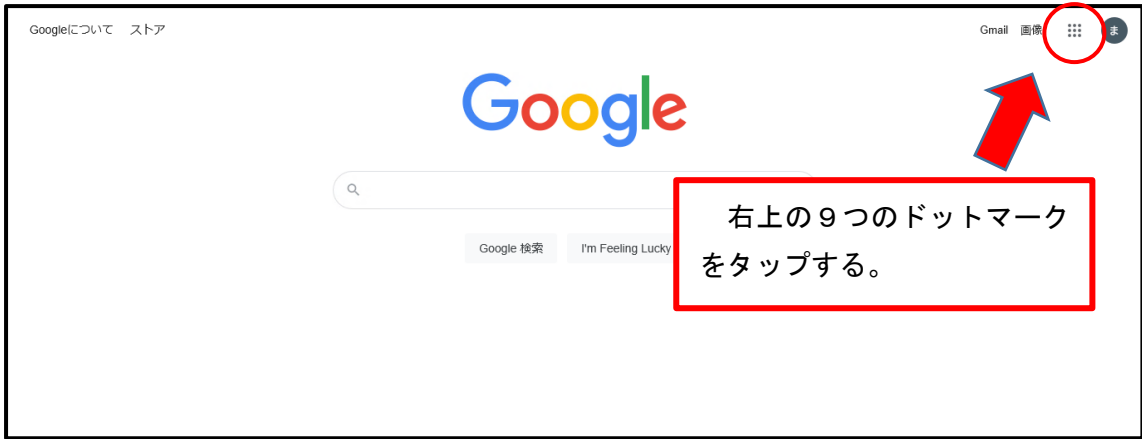 Googleについて ストア
Gmail 画像 ま
Google
Google 検索 I'm Feeling Lucky
右上の９つのドットマーク
をタップする。